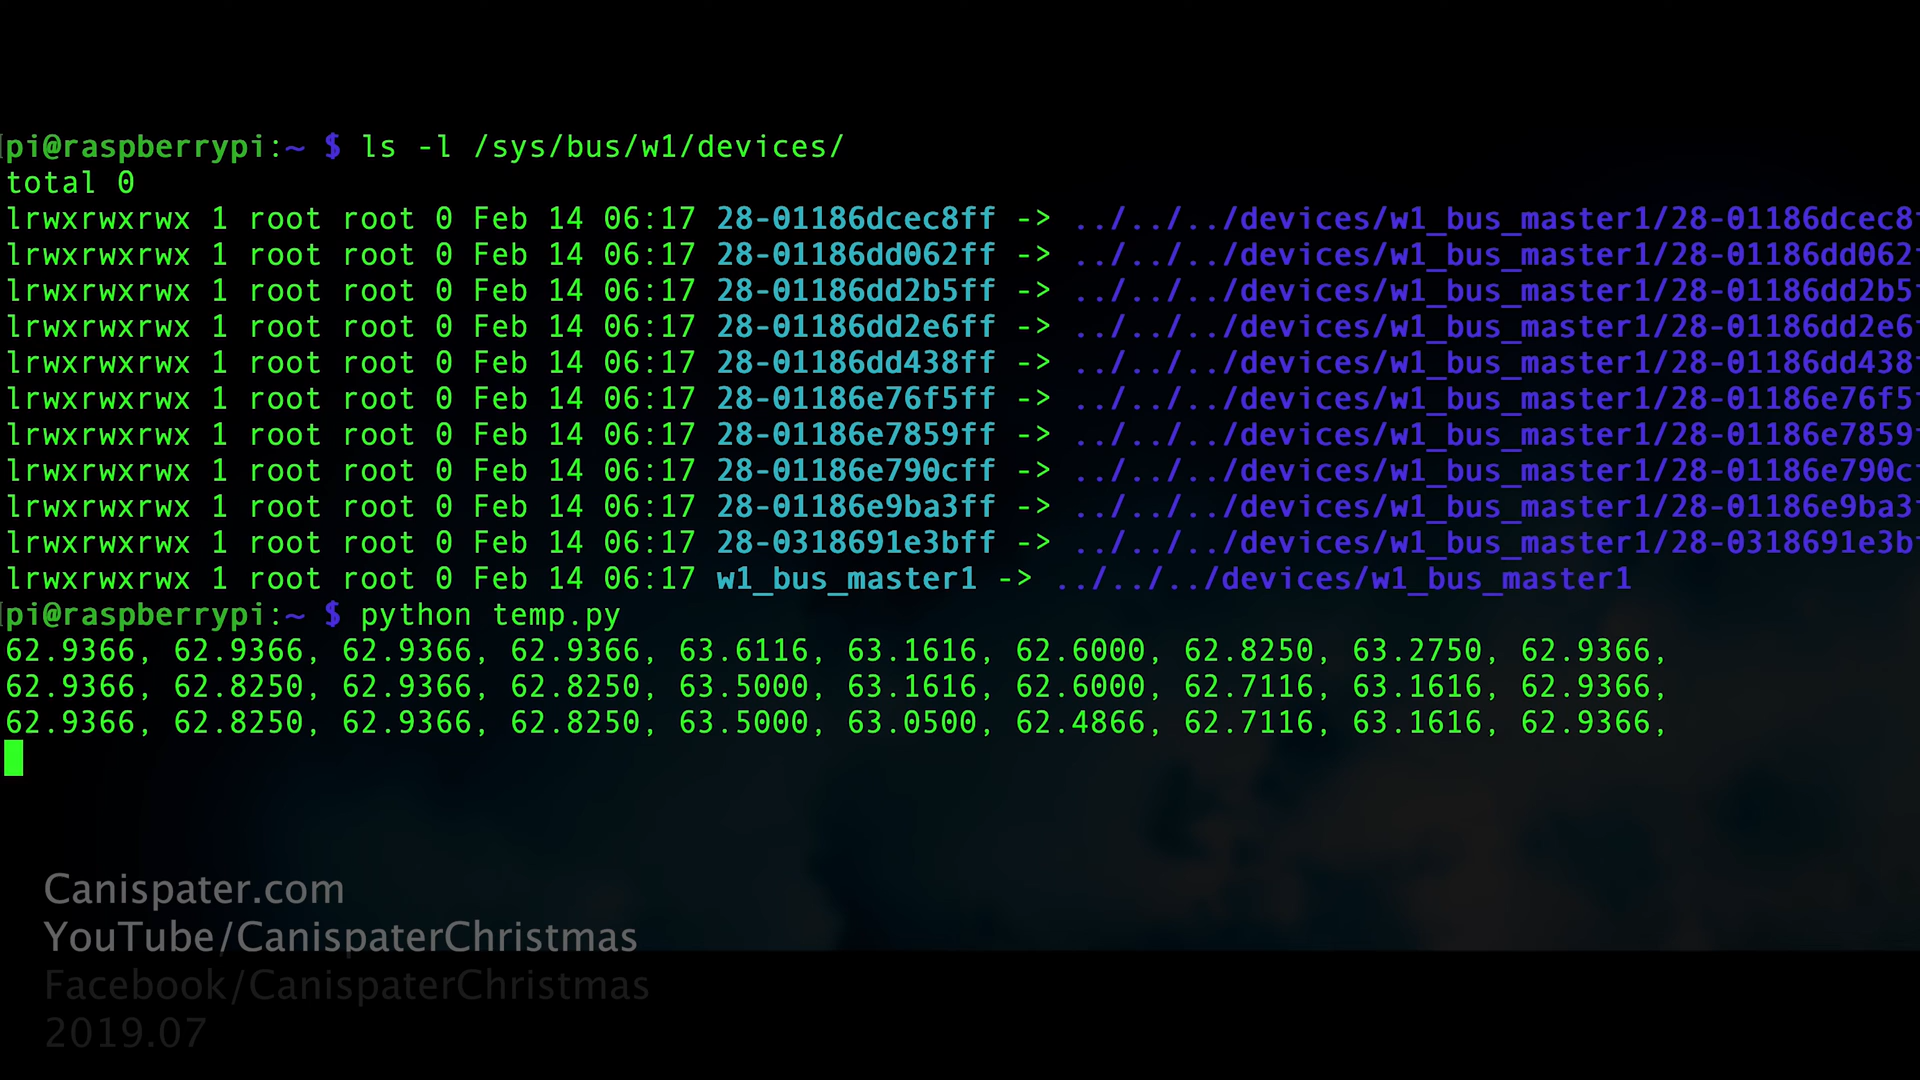 pi@raspberrypi:~ $ ls -l /sys/bus/w1/devices/
total 0
lrwxrwxrwx 1 root root 0 Feb 14 06:17 28-01186dcec8ff -> ../../../devices/w1_bus_master1/28-01186dcec8f
lrwxrwxrwx 1 root root 0 Feb 14 06:17 28-01186dd062ff -> ../../../devices/w1_bus_master1/28-01186dd062f
lrwxrwxrwx 1 root root 0 Feb 14 06:17 28-01186dd2b5ff -> ../../../devices/w1_bus_master1/28-01186dd2b5f
lrwxrwxrwx 1 root root 0 Feb 14 06:17 28-01186dd2e6ff -> ../../../devices/w1_bus_master1/28-01186dd2e6f
lrwxrwxrwx 1 root root 0 Feb 14 06:17 28-01186dd438ff -> ../../../devices/w1_bus_master1/28-01186dd438f
lrwxrwxrwx 1 root root 0 Feb 14 06:17 28-01186e76f5ff -> ../../../devices/w1_bus_master1/28-01186e76f5f
lrwxrwxrwx 1 root root 0 Feb 14 06:17 28-01186e7859ff -> ../../../devices/w1_bus_master1/28-01186e7859f
lrwxrwxrwx 1 root root 0 Feb 14 06:17 28-01186e790cff -> ../../../devices/w1_bus_master1/28-01186e790cf
lrwxrwxrwx 1 root root 0 Feb 14 06:17 28-01186e9ba3ff -> ../../../devices/w1_bus_master1/28-01186e9ba3f
lrwxrwxrwx 1 root root 0 Feb 14 06:17 28-0318691e3bff -> ../../../devices/w1_bus_master1/28-0318691e3bf
lrwxrwxrwx 1 root root 0 Feb 14 06:17 w1_bus_master1 -> ../../../devices/w1_bus_master1
pi@raspberrypi:~ $ python temp.py
62.9366, 62.9366, 62.9366, 62.9366, 63.6116, 63.1616, 62.6000, 62.8250, 63.2750, 62.9366,
62.9366, 62.8250, 62.9366, 62.8250, 63.5000, 63.1616, 62.6000, 62.7116, 63.1616, 62.9366,
62.9366, 62.8250, 62.9366, 62.8250, 63.5000, 63.0500, 62.4866, 62.7116, 63.1616, 62.9366,
Canispater.com
YouTube/CanispaterChristmas
Facebook/CanispaterChristmas
2019.07